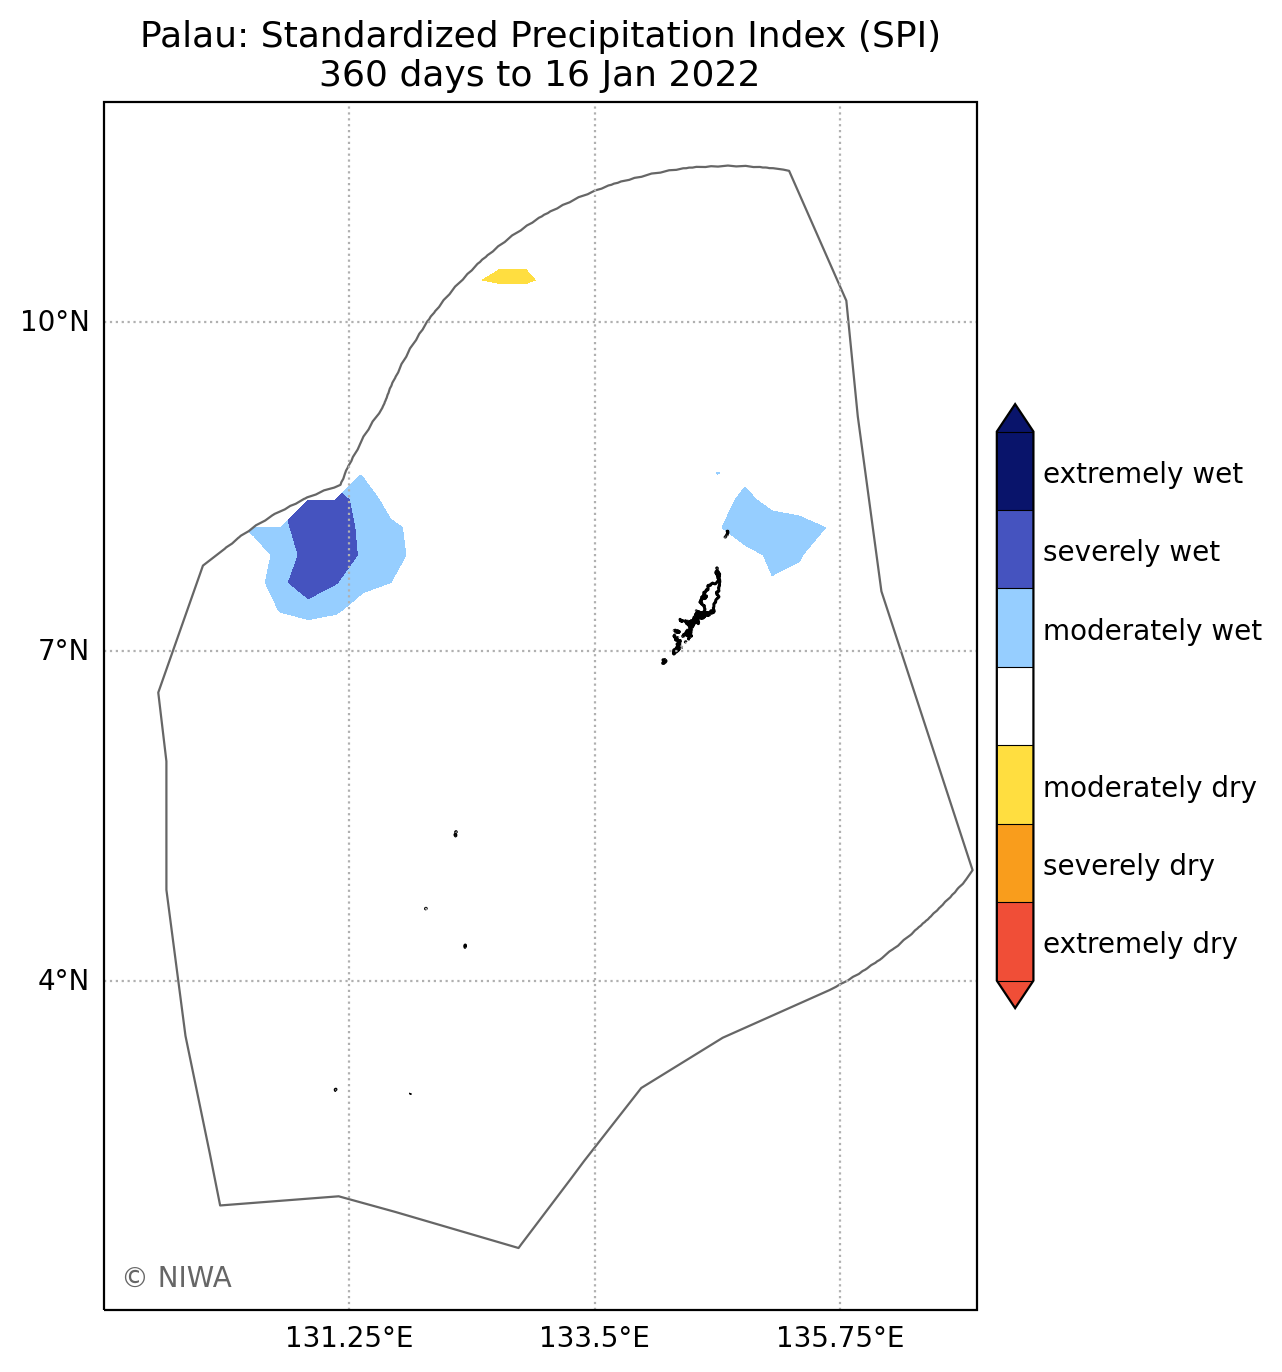 Palau: Standardized Precipitation Index (SPI)
360 days to 16 Jan 2022
10°N
7°N
4°N
131.25°E
133.5°E
135.75°E
extremely wet
severely wet
moderately wet
moderately dry
severely dry
extremely dry
© NIWA